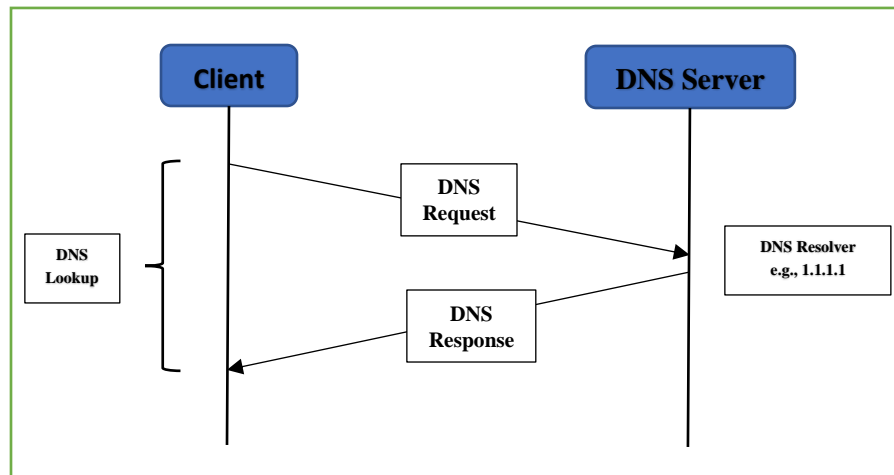 Client
DNS Server
DNS
Request
DNS
Lookup
DNS Resolver
e.g., 1.1.1.1
DNS
Response